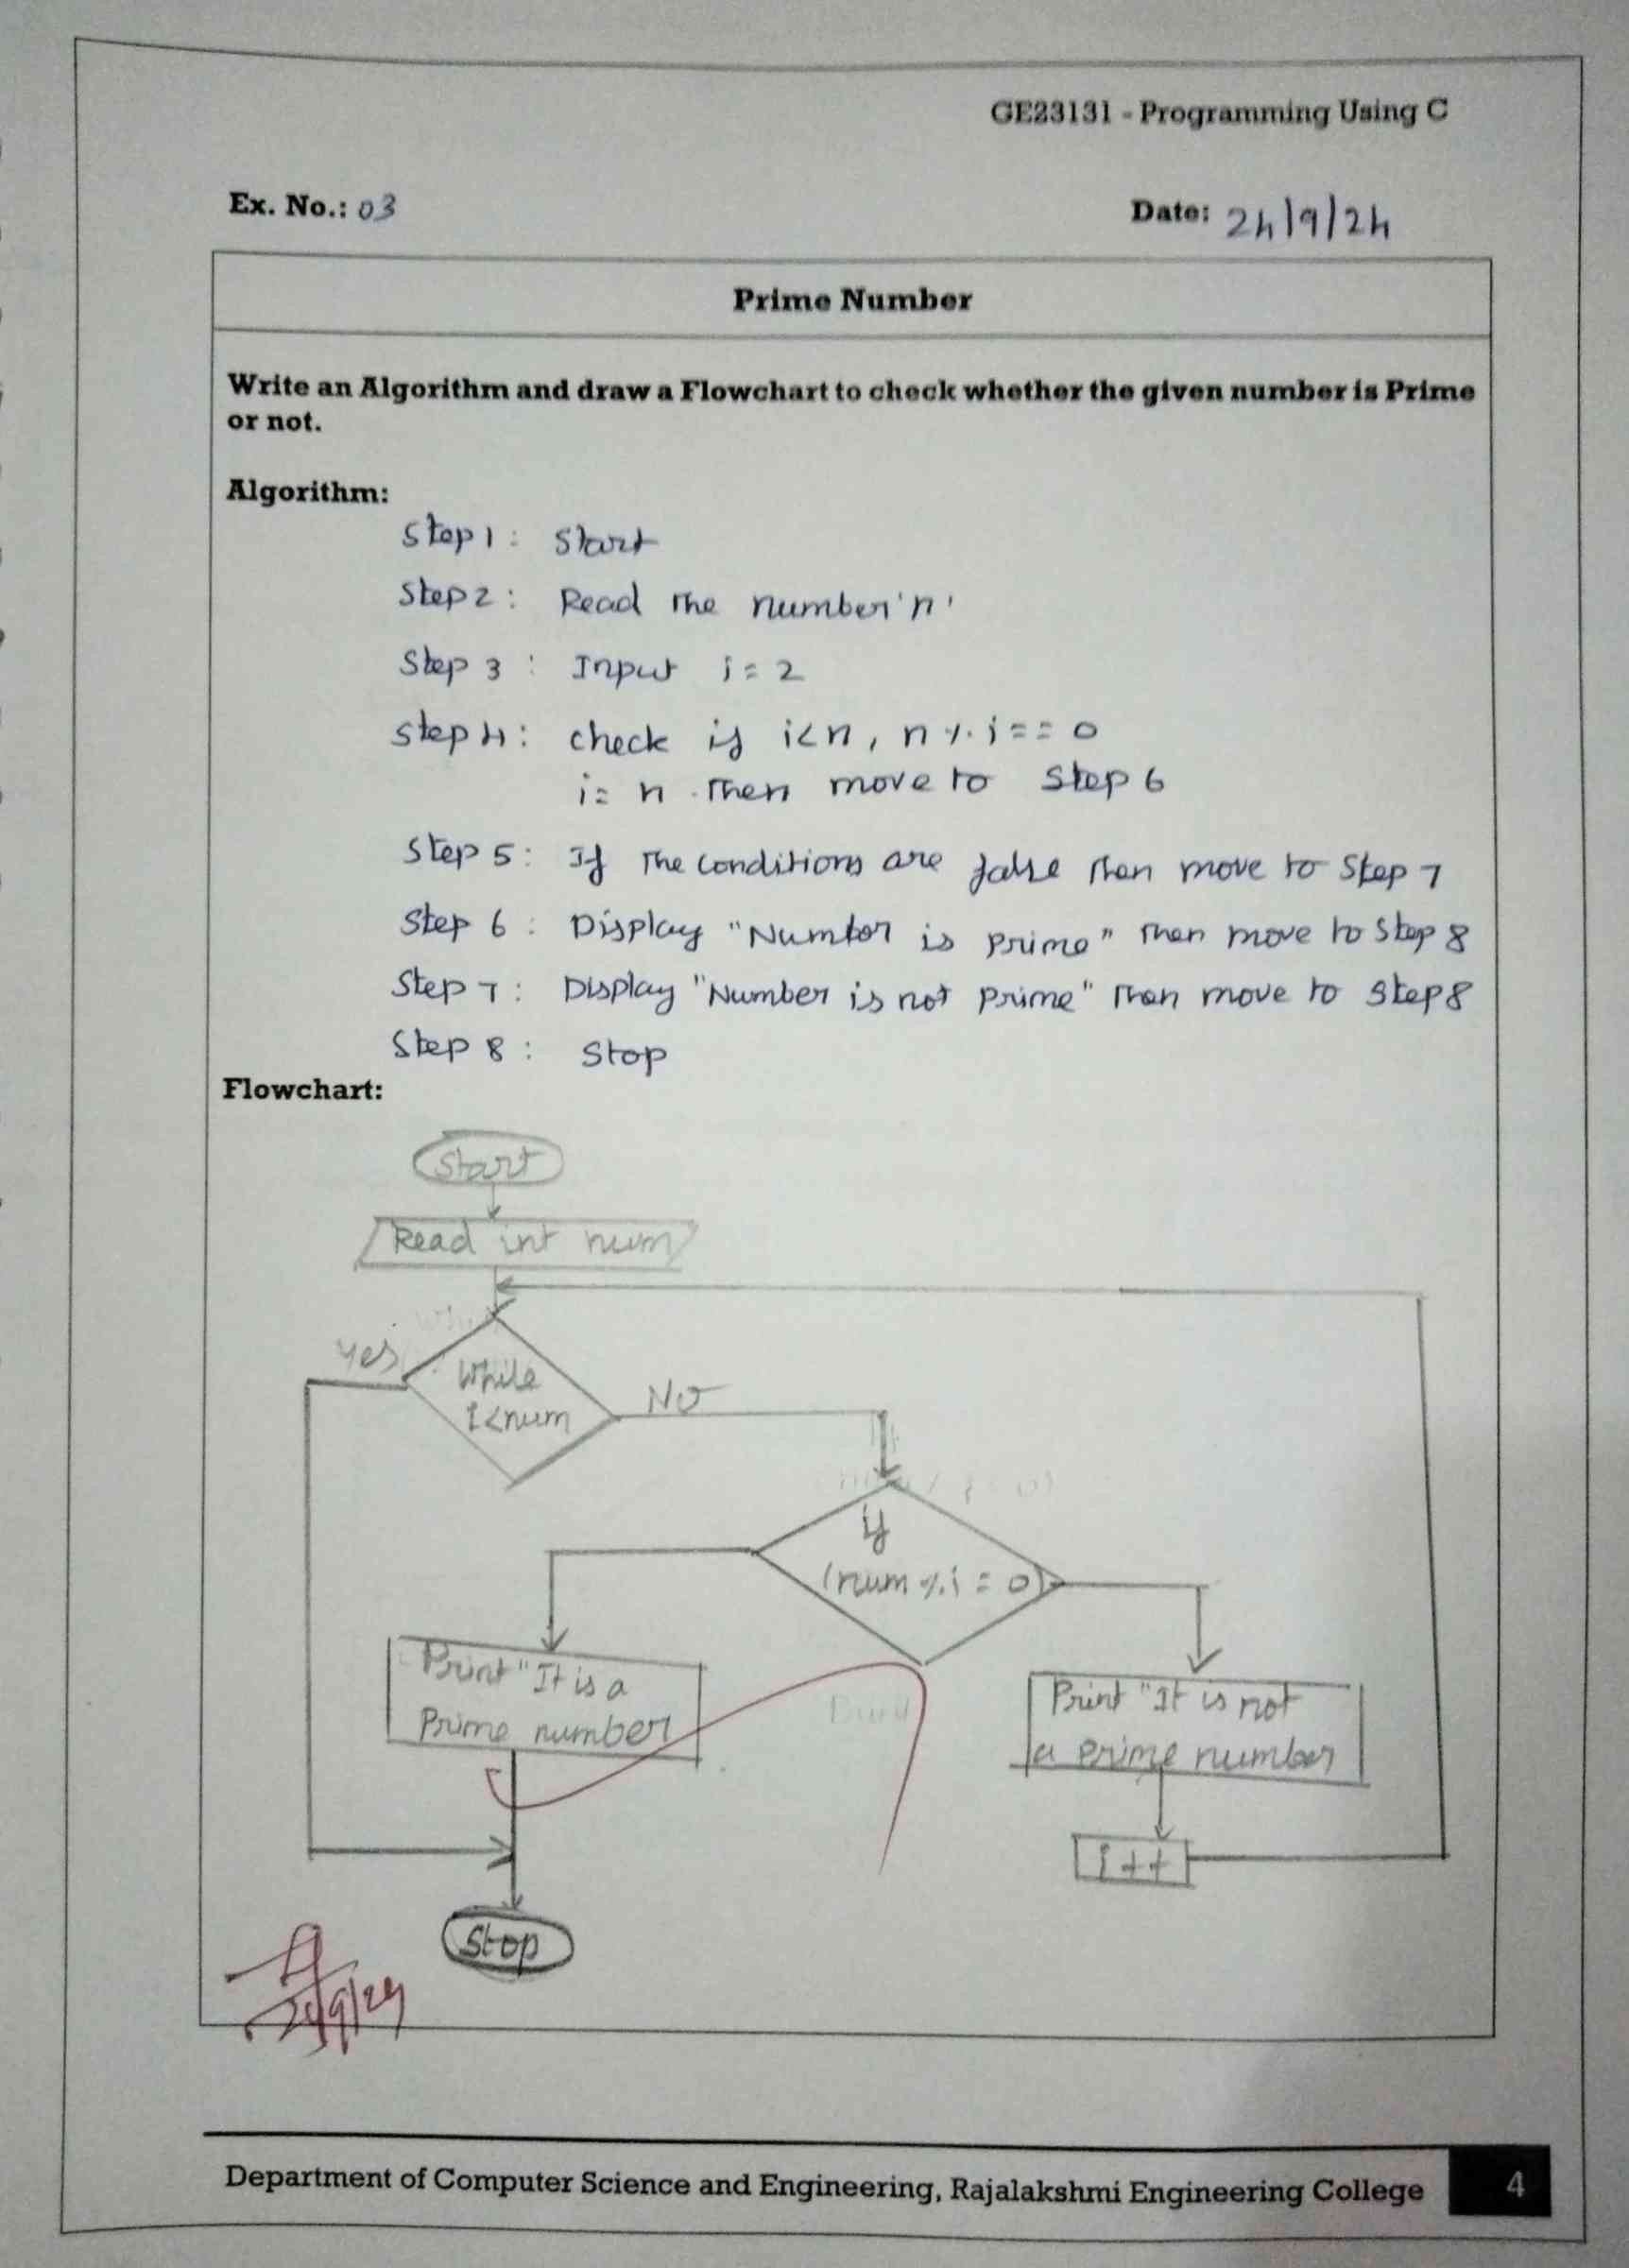 GE23131 - Programming Using C
Ex. No.: 03
Date: 24/9/24
Prime Number
Write an Algorithm and draw a Flowchart to check whether the given number is Prime
or not.
Algorithm:
Step 1 : Start
Step 2 : Read The number 'n'
Step 3 : Input i = 2
Step 4 : check if i<n, n % i == 0
i = n Then move to Step 6
Step 5 : If The conditions are false Then move to Step 7
Step 6 : Display "Number is prime" Then move to Step 8
Step 7 : Display "Number is not prime" Then move to Step 8
Step 8 : Stop
Flowchart:
Start
Read int num
Yes
While
i<num
No
if
(num % i = 0)
Print "It is a
Prime number
Print "It is not
a prime number
i++
Stop
Department of Computer Science and Engineering, Rajalakshmi Engineering College
4